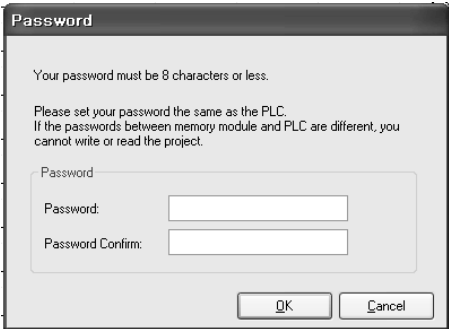 Password
Your password must be 8 characters or less.
Please set your password the same as the PLC.
If the passwords between memory module and PLC are different, you
cannot write or read the project.
Password
Password:
Password Confirm:
OK Cancel